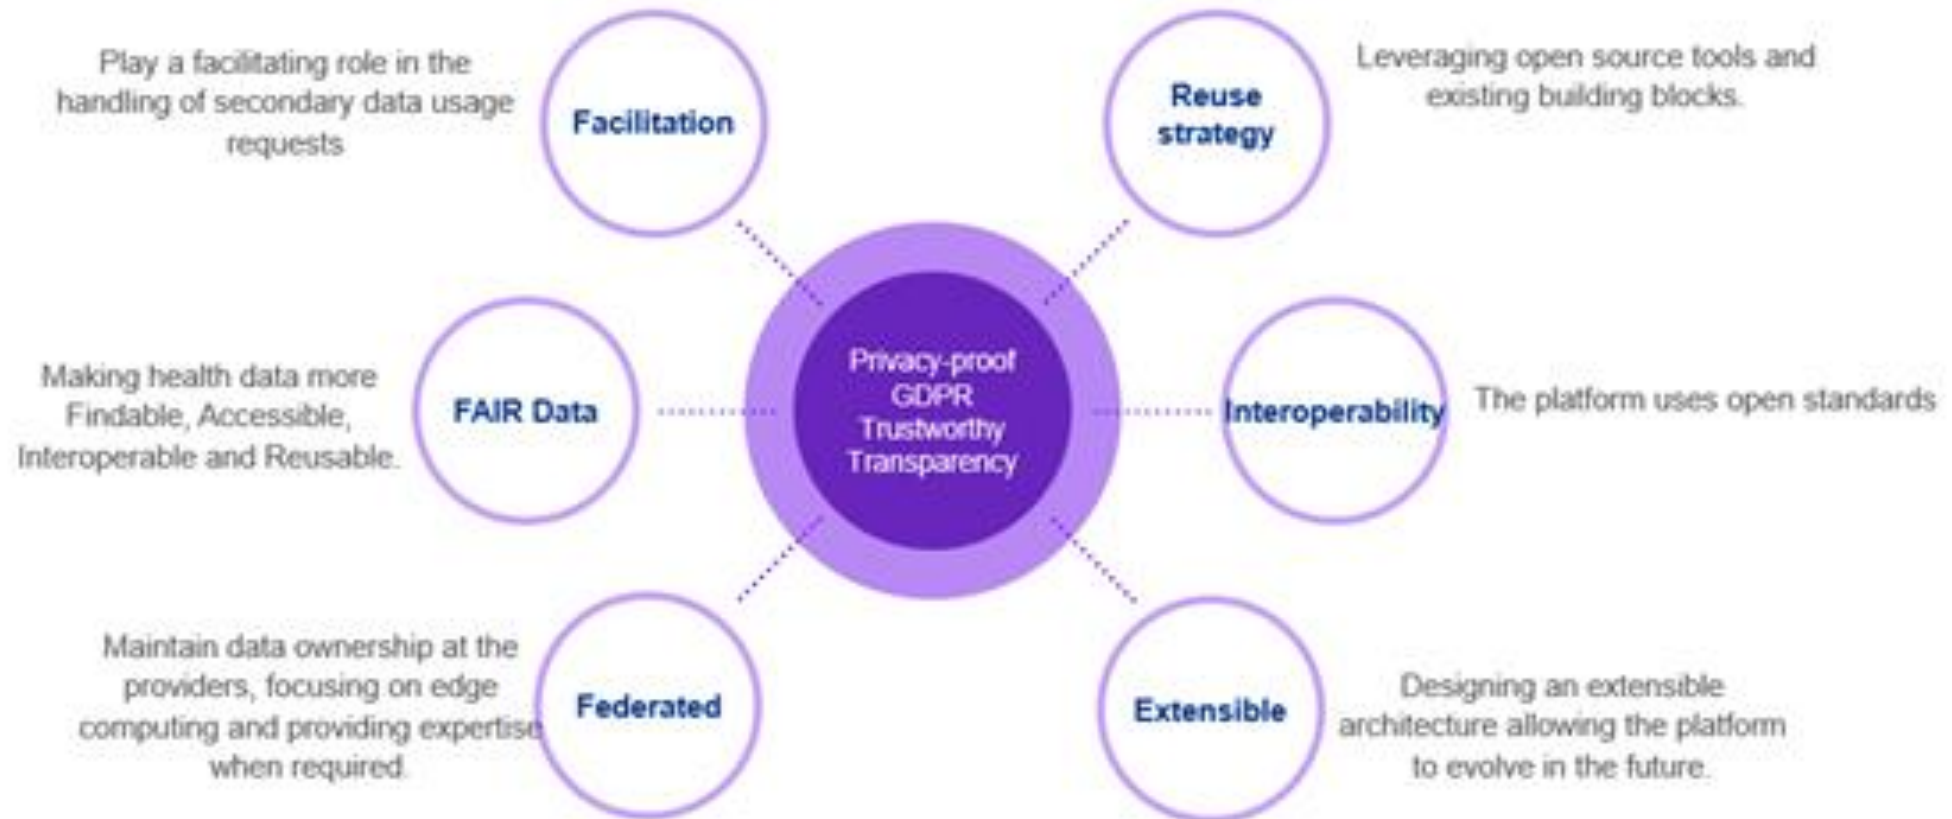 Play a facilitating role in the
handling of secondary data usage
requests
Facilitation
Reuse
strategy
Leveraging open source tools and
existing building blocks.
Making health data more
Findable, Accessible,
Interoperable and Reusable.
FAIR Data
Privacy-proof
GDPR
Trustworthy
Transparency
Interoperability
The platform uses open standards
Maintain data ownership at the
providers, focusing on edge
computing and providing expertise
when required.
Federated
Extensible
Designing an extensible
architecture allowing the platform
to evolve in the future.